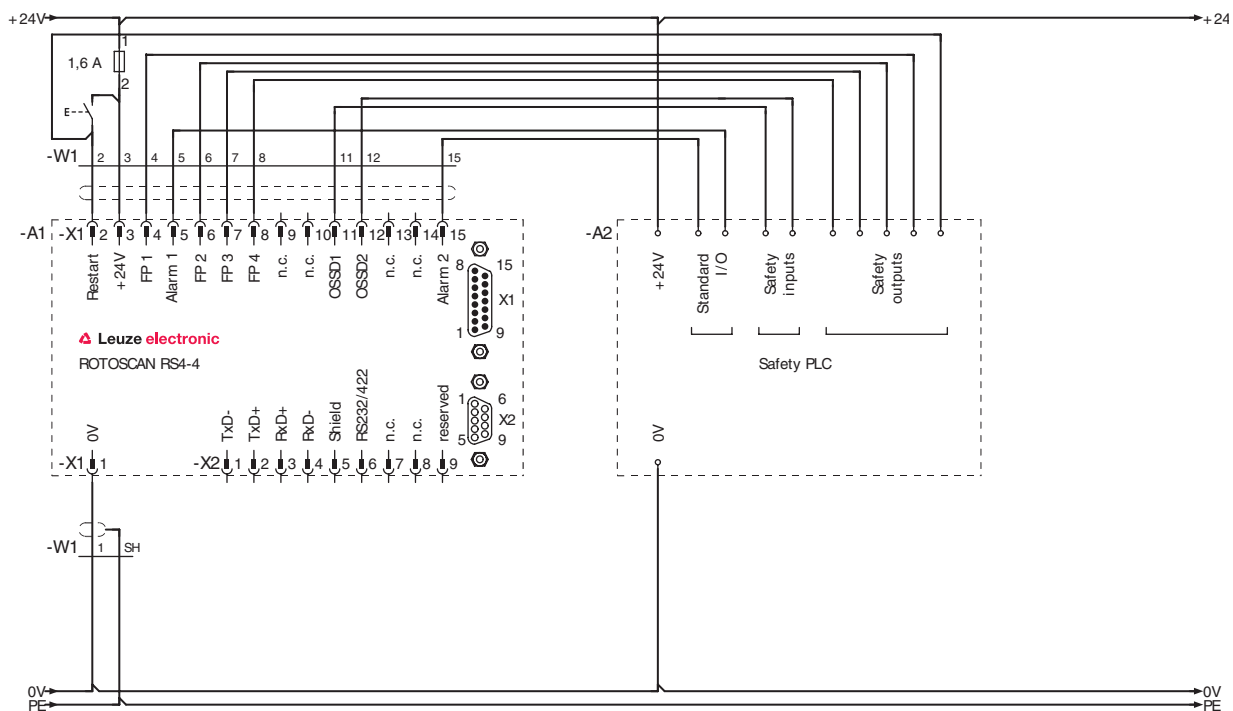 +24V +24
1
1,6 A
2
E
-W1 2 3 4 5 6 7 8 11 12 15
-A1 -X1 2 3 4 5 6 7 8 9 10 11 12 13 14 15
-A2
Restart
+24V
FP 1
Alarm 1
FP 2
FP 3
FP 4
n.c.
n.c.
OSSD1
OSSD2
n.c.
n.c.
Alarm 2
8 15
X1
1 9
+24V
Standard
I/O
Safety
inputs
Safety
outputs
Leuze electronic
ROTOSCAN RS4-4
Safety PLC
0V
TxD-
TxD+
RxD+
RxD-
Shield
RS232/422
n.c.
n.c.
reserved
1 6
X2
5 9
0V
-X1 1 -X2 1 2 3 4 5 6 7 8 9
-W1 1 SH
0V 0V
PE PE